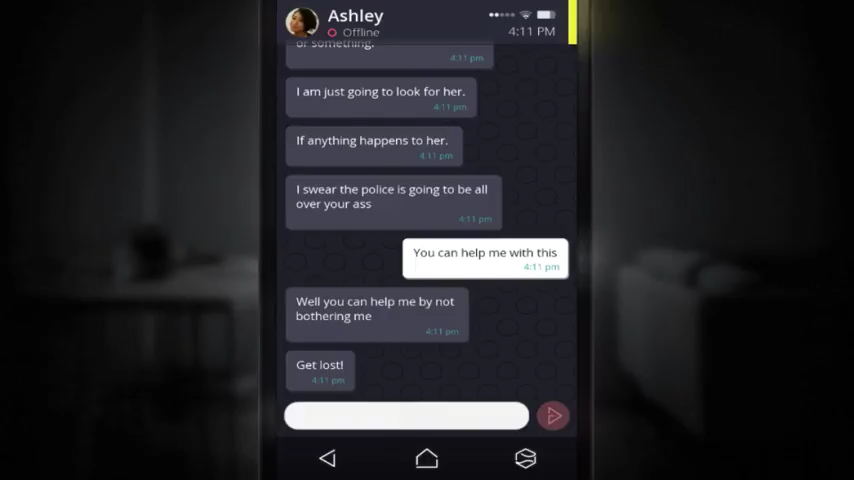 Ashley
Offline
4:11 PM
or something.
4:11 pm
I am just going to look for her.
4:11 pm
If anything happens to her.
4:11 pm
I swear the police is going to be all
over your ass
4:11 pm
You can help me with this
4:11 pm
Well you can help me by not
bothering me
4:11 pm
Get lost!
4:11 pm